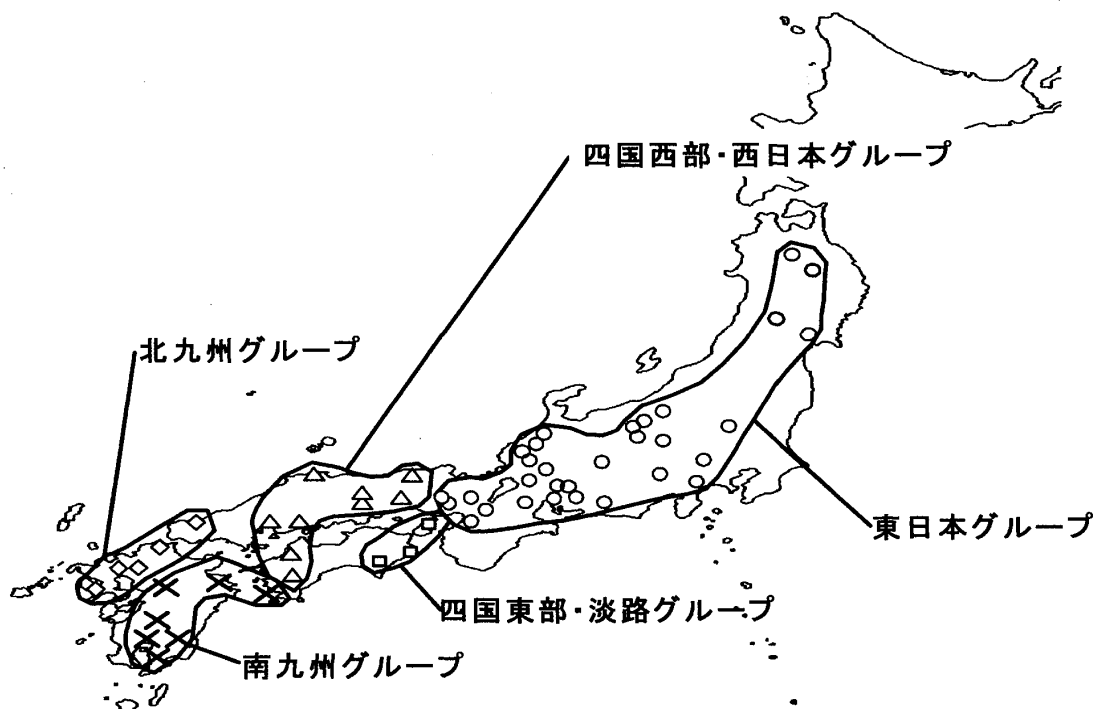 四国西部・西日本グループ
北九州グループ
東日本グループ
四国東部・淡路グループ
南九州グループ